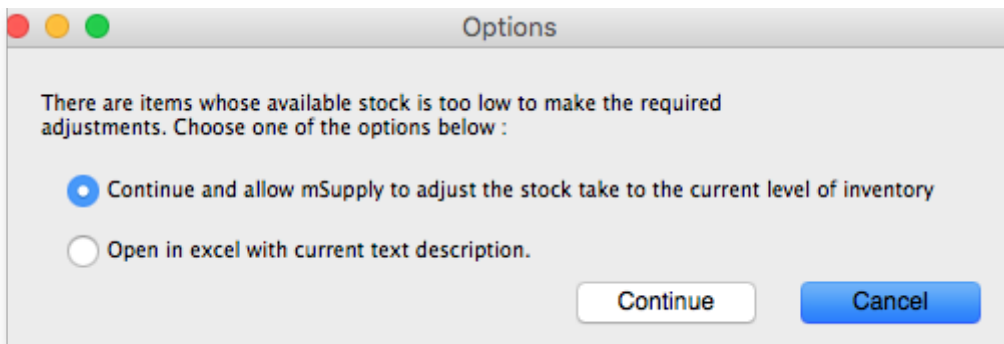 Options
There are items whose available stock is too low to make the required
adjustments. Choose one of the options below :
Continue and allow mSupply to adjust the stock take to the current level of inventory
Open in excel with current text description.
Continue Cancel